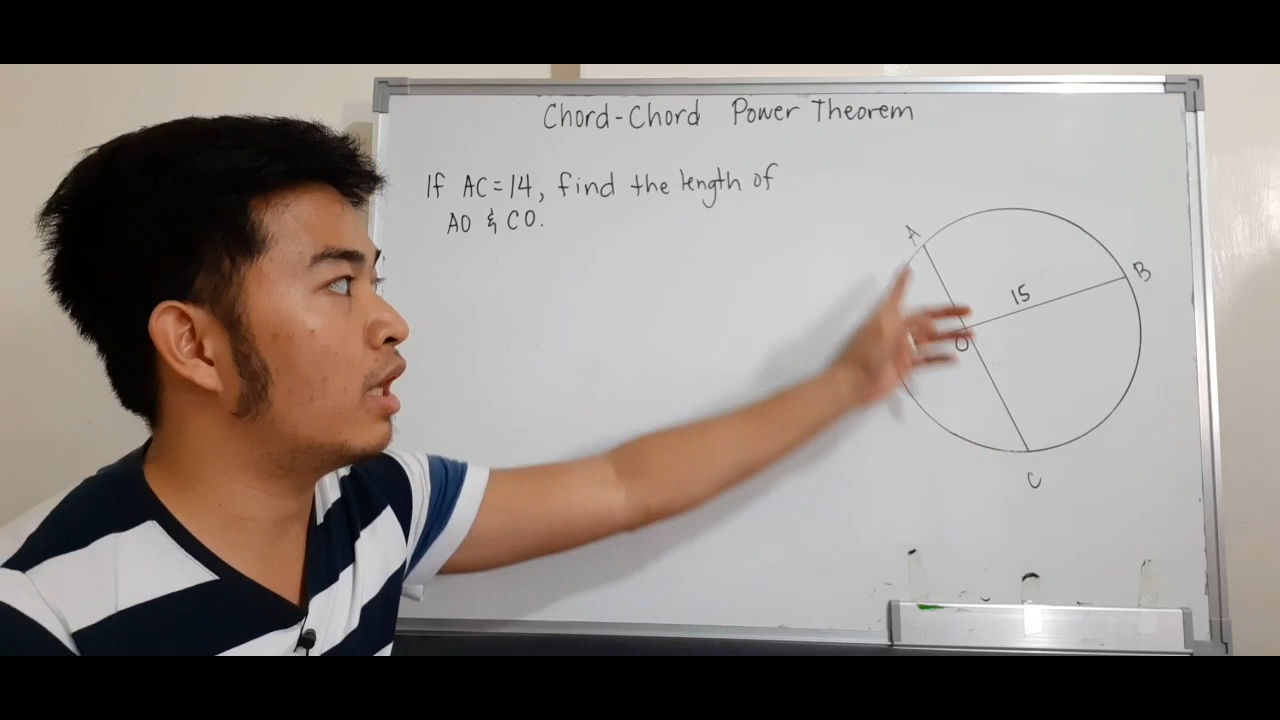 Chord-Chord Power Theorem
If AC=14, find the length of
AO & CO.
A
B
15
O
C